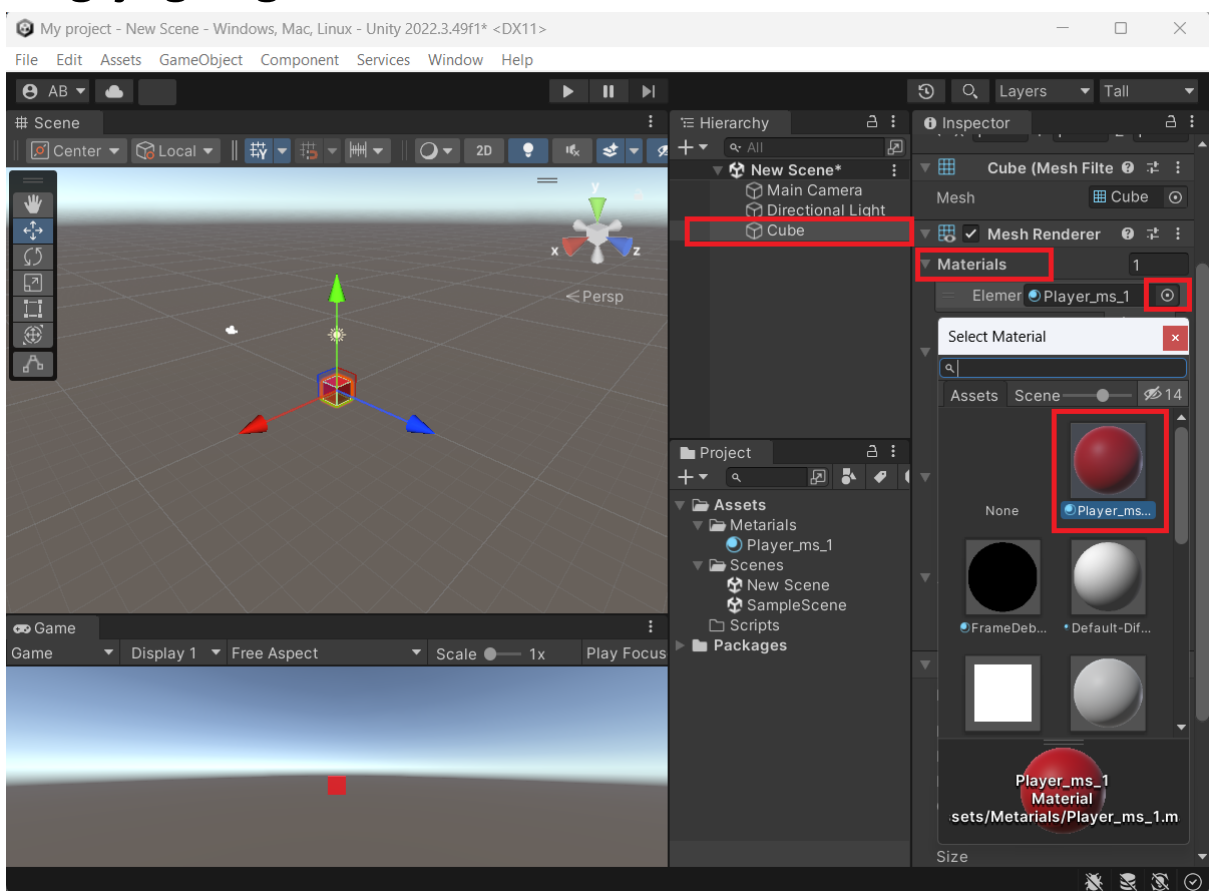 My project - New Scene - Windows, Mac, Linux - Unity 2022.3.49f1* <DX11>
File Edit Assets GameObject Component Services Window Help
AB Layers Tall
Scene
Center Local 2D
y
x z
Persp
Hierarchy
All
New Scene*
Main Camera
Directional Light
Cube
Project
Assets
Metarials
Player_ms_1
Scenes
New Scene
SampleScene
Scripts
Packages
Inspector
Cube (Mesh Filte
Mesh Cube
Mesh Renderer
Materials 1
Elemer Player_ms_1
Select Material
Assets Scene 14
None Player_ms...
FrameDeb... Default-Dif...
Player_ms_1
Material
sets/Metarials/Player_ms_1.m
Size
Game
Game Display 1 Free Aspect Scale 1x Play Focus